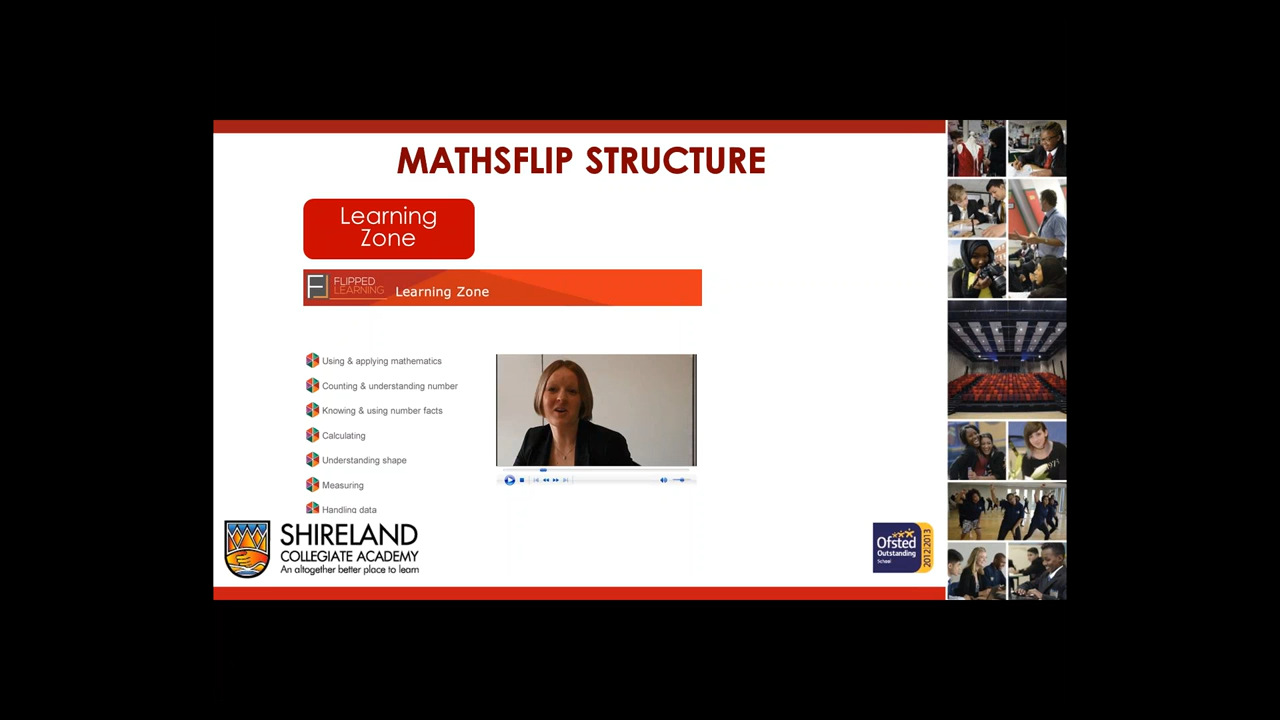 MATHSFLIP STRUCTURE
Learning
Zone
FLIPPED
LEARNING
Learning Zone
Using & applying mathematics
Counting & understanding number
Knowing & using number facts
Calculating
Understanding shape
Measuring
Handling data
SHIRELAND
COLLEGIATE ACADEMY
An altogether better place to learn
Ofsted
Outstanding
School
2012/2013